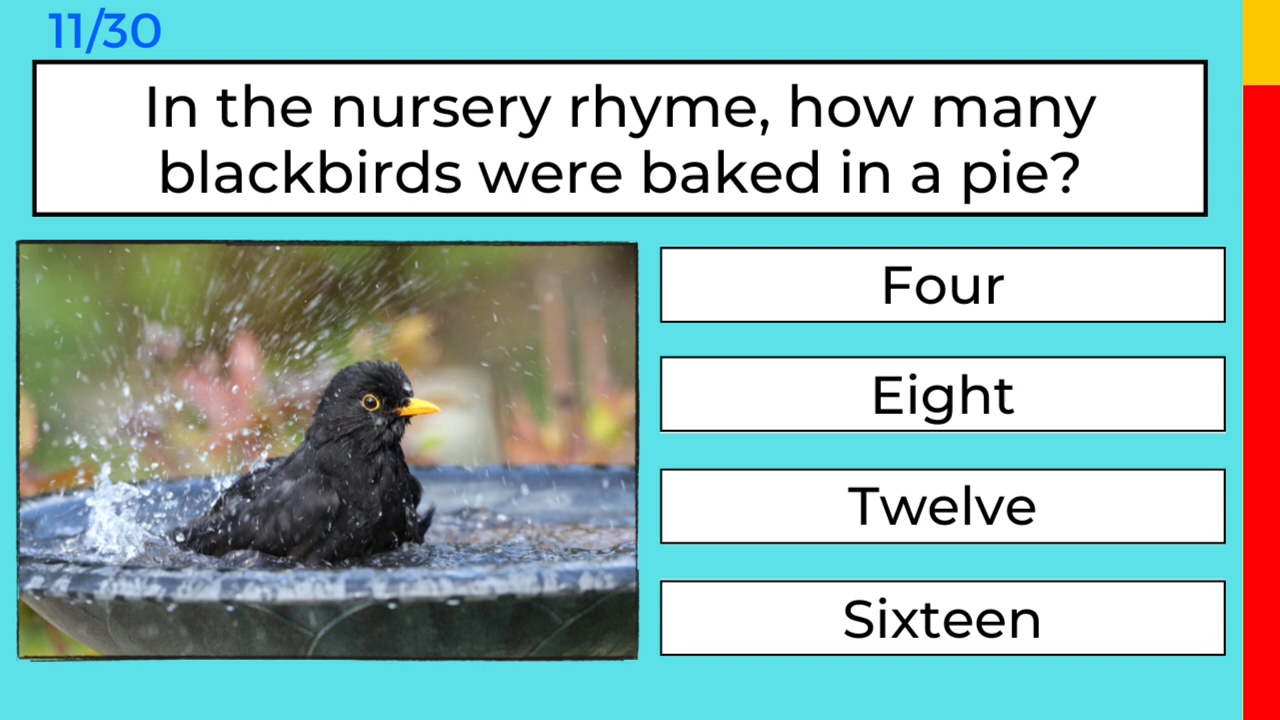 11/30
In the nursery rhyme, how many
blackbirds were baked in a pie?
Four
Eight
Twelve
Sixteen